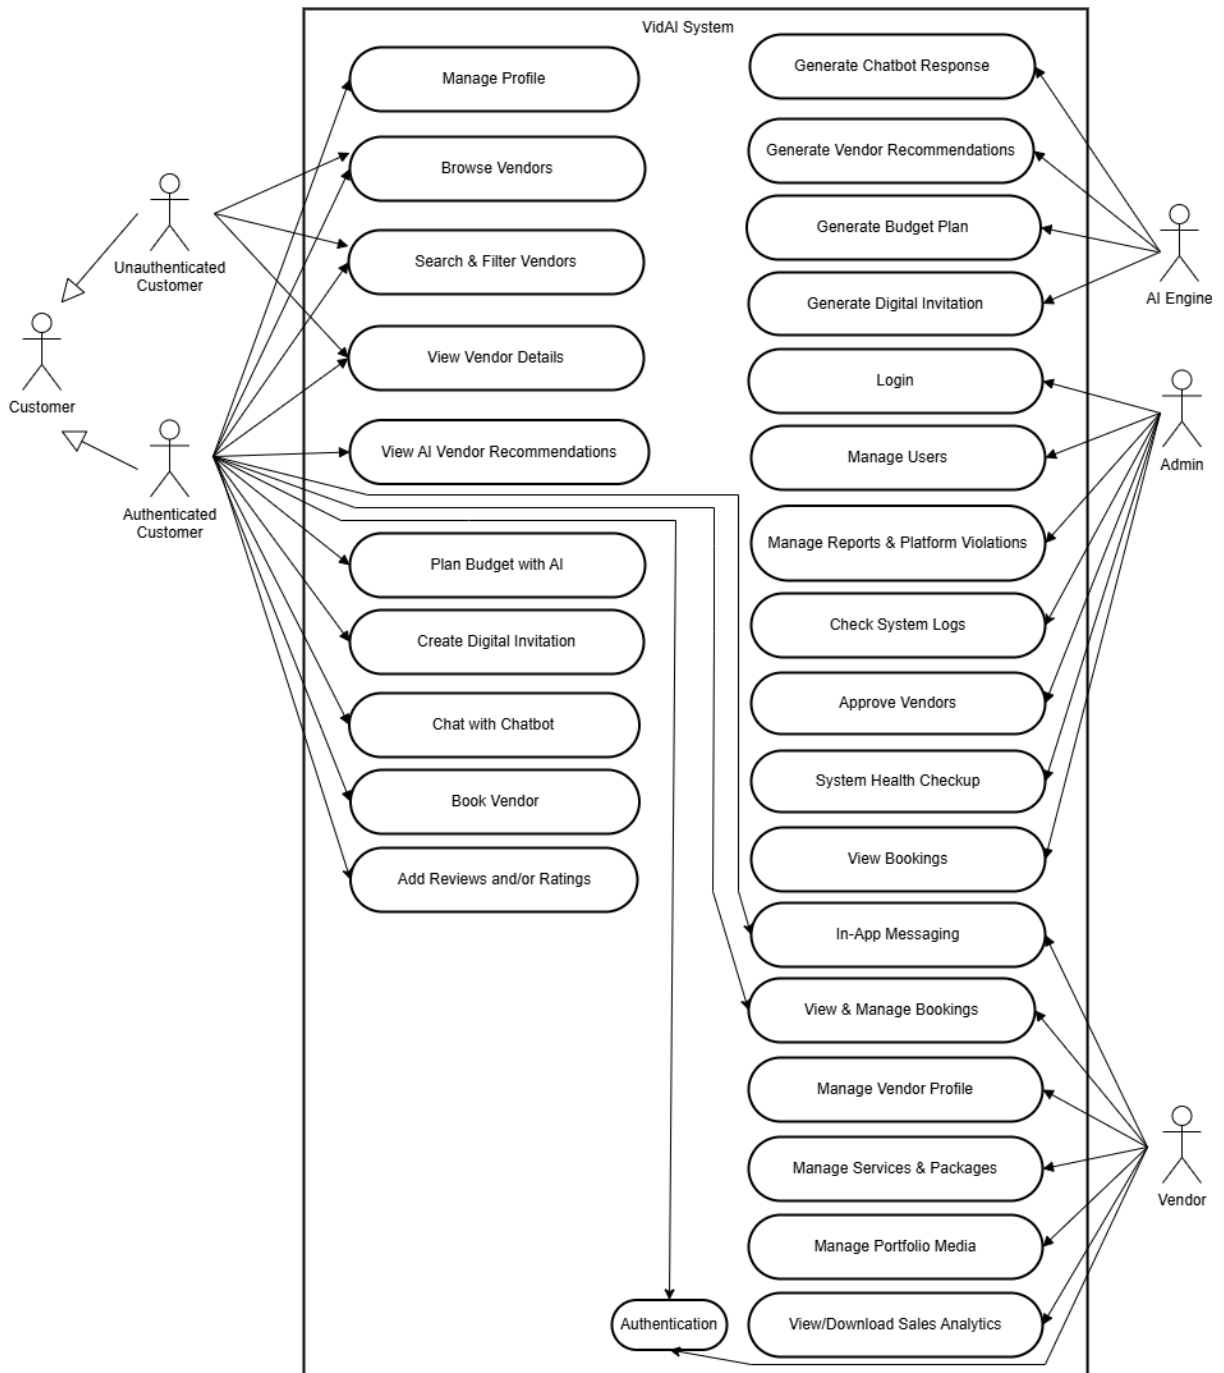 VidAI System
Manage Profile
Browse Vendors
Search & Filter Vendors
View Vendor Details
View AI Vendor Recommendations
Plan Budget with AI
Create Digital Invitation
Chat with Chatbot
Book Vendor
Add Reviews and/or Ratings
Generate Chatbot Response
Generate Vendor Recommendations
Generate Budget Plan
Generate Digital Invitation
Login
Manage Users
Manage Reports & Platform Violations
Check System Logs
Approve Vendors
System Health Checkup
View Bookings
In-App Messaging
View & Manage Bookings
Manage Vendor Profile
Manage Services & Packages
Manage Portfolio Media
View/Download Sales Analytics
Authentication
Unauthenticated
Customer
Customer
Authenticated
Customer
AI Engine
Admin
Vendor